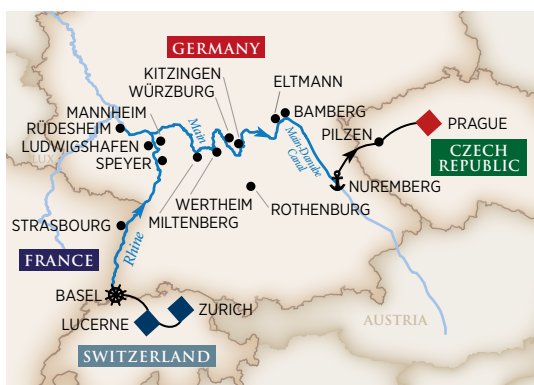 GERMANY
KITZINGEN
WÜRZBURG
ELTMANN
MANNHEIM
BAMBERG
RÜDESHEIM
Main
PRAGUE
LUDWIGSHAFEN
PILZEN
Main-Danube
Canal
CZECH
REPUBLIC
LUX
SPEYER
NUREMBERG
WERTHEIM
ROTHENBURG
MILTENBERG
STRASBOURG
Rhine
FRANCE
BASEL
ZURICH
LUCERNE
AUSTRIA
SWITZERLAND